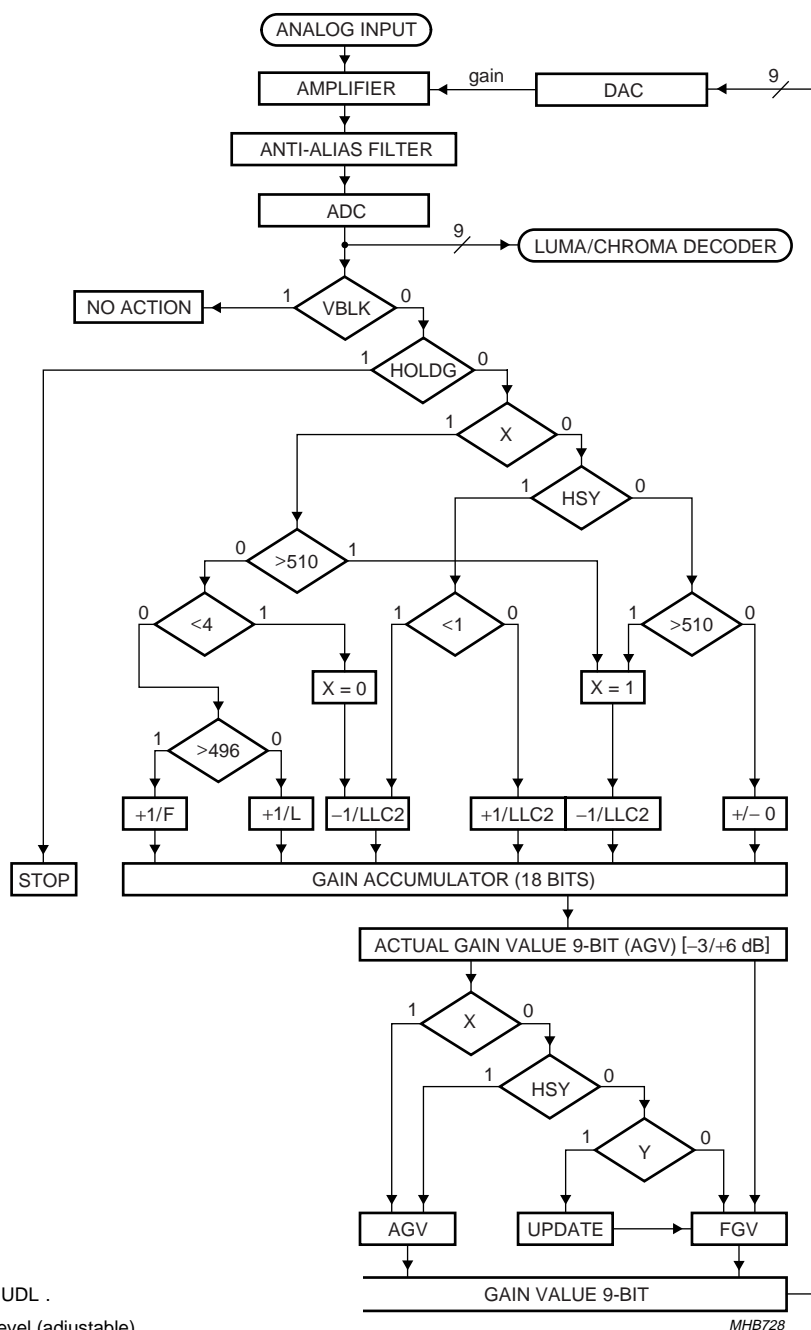 ANALOG INPUT
AMPLIFIER
gain
DAC
9
ANTI-ALIAS FILTER
ADC
9
LUMA/CHROMA DECODER
NO ACTION
1
VBLK
0
1
HOLDG
0
1
X
0
1
HSY
0
0
>510
1
0
<4
1
1
<1
0
1
>510
0
X = 0
X = 1
1
>496
0
+1/F
+1/L
−1/LLC2
+1/LLC2
−1/LLC2
+/− 0
STOP
GAIN ACCUMULATOR (18 BITS)
ACTUAL GAIN VALUE 9-BIT (AGV) [−3/+6 dB]
1
X
0
1
HSY
0
1
Y
0
AGV
UPDATE
FGV
UDL .
GAIN VALUE 9-BIT
evel (adjustable)
MHB728